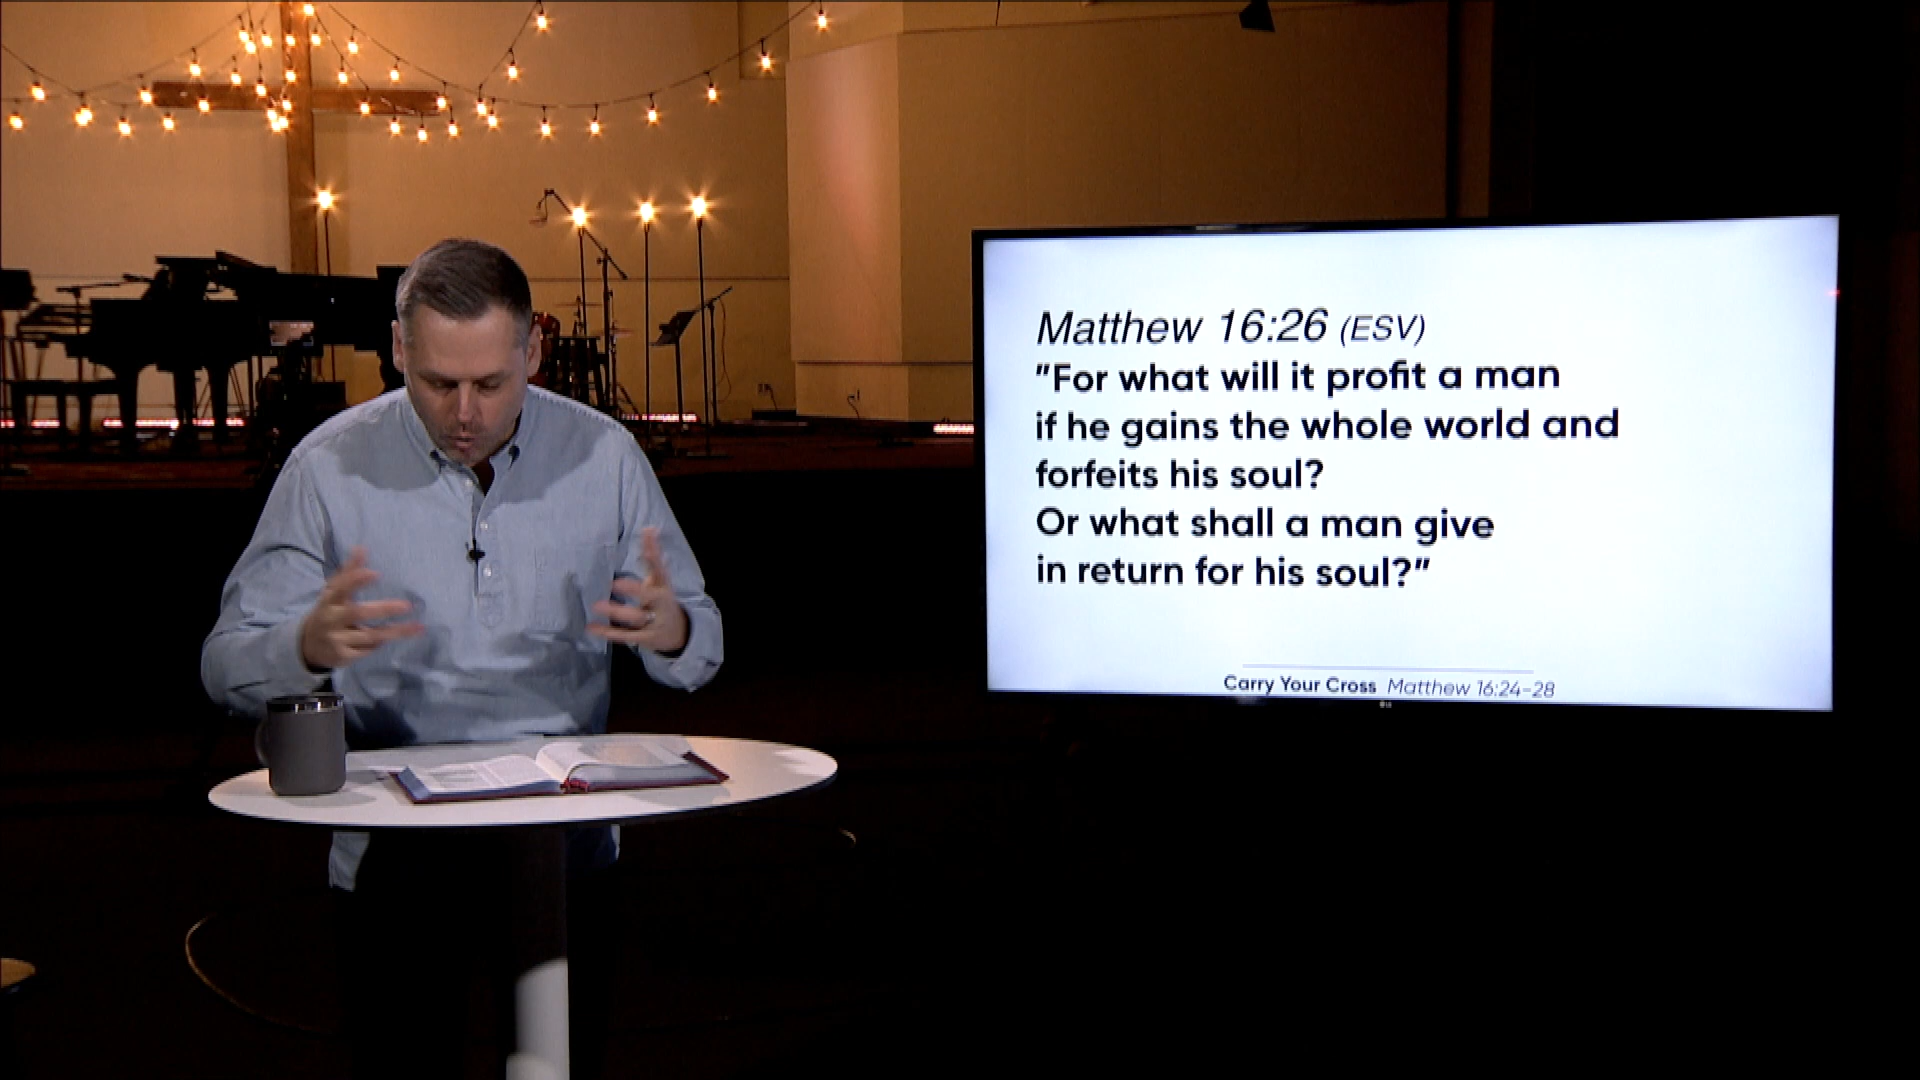 Matthew 16:26 (ESV)
"For what will it profit a man
if he gains the whole world and
forfeits his soul?
Or what shall a man give
in return for his soul?"
Carry Your Cross Matthew 16:24-28
LG